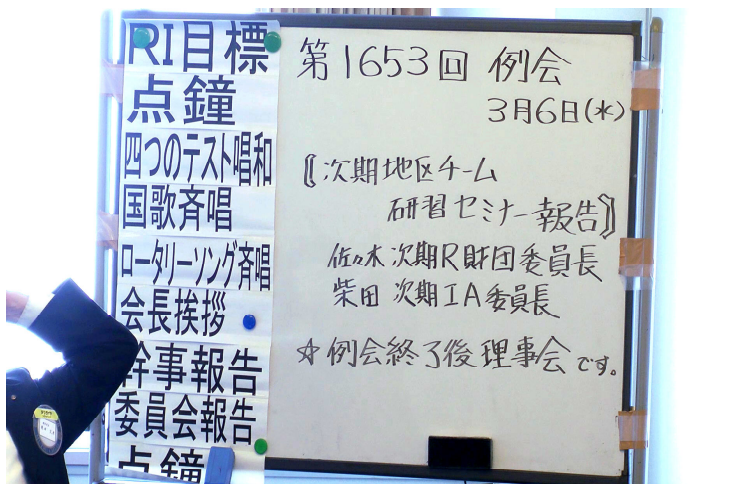 RI目標
点鐘
四つのテスト唱和
国歌斉唱
ロータリーソング斉唱
会長挨拶
幹事報告
委員会報告
点鐘
第1653回 例会
3月6日(水)
〘次期地区チーム
研習セミナー報告〙
佐々木 次期R財団委員長
柴田 次期IA委員長
☆例会終了後理事会です。